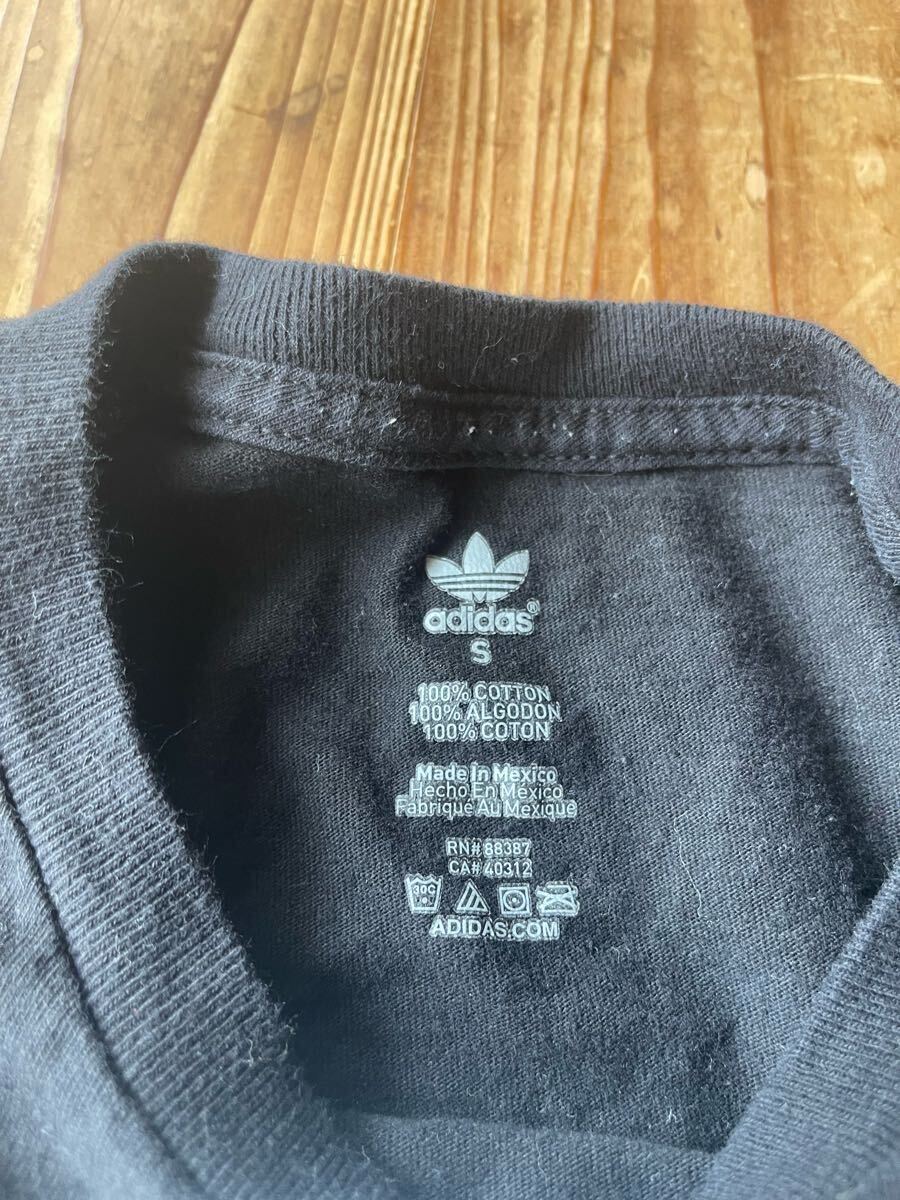 adidas®
S
100% COTTON
100% ALGODON
100% COTON
Made In Mexico
Hecho En México
Fabriqué Au Mexique
RN# 88387
CA# 40312
30C
ADIDAS.COM